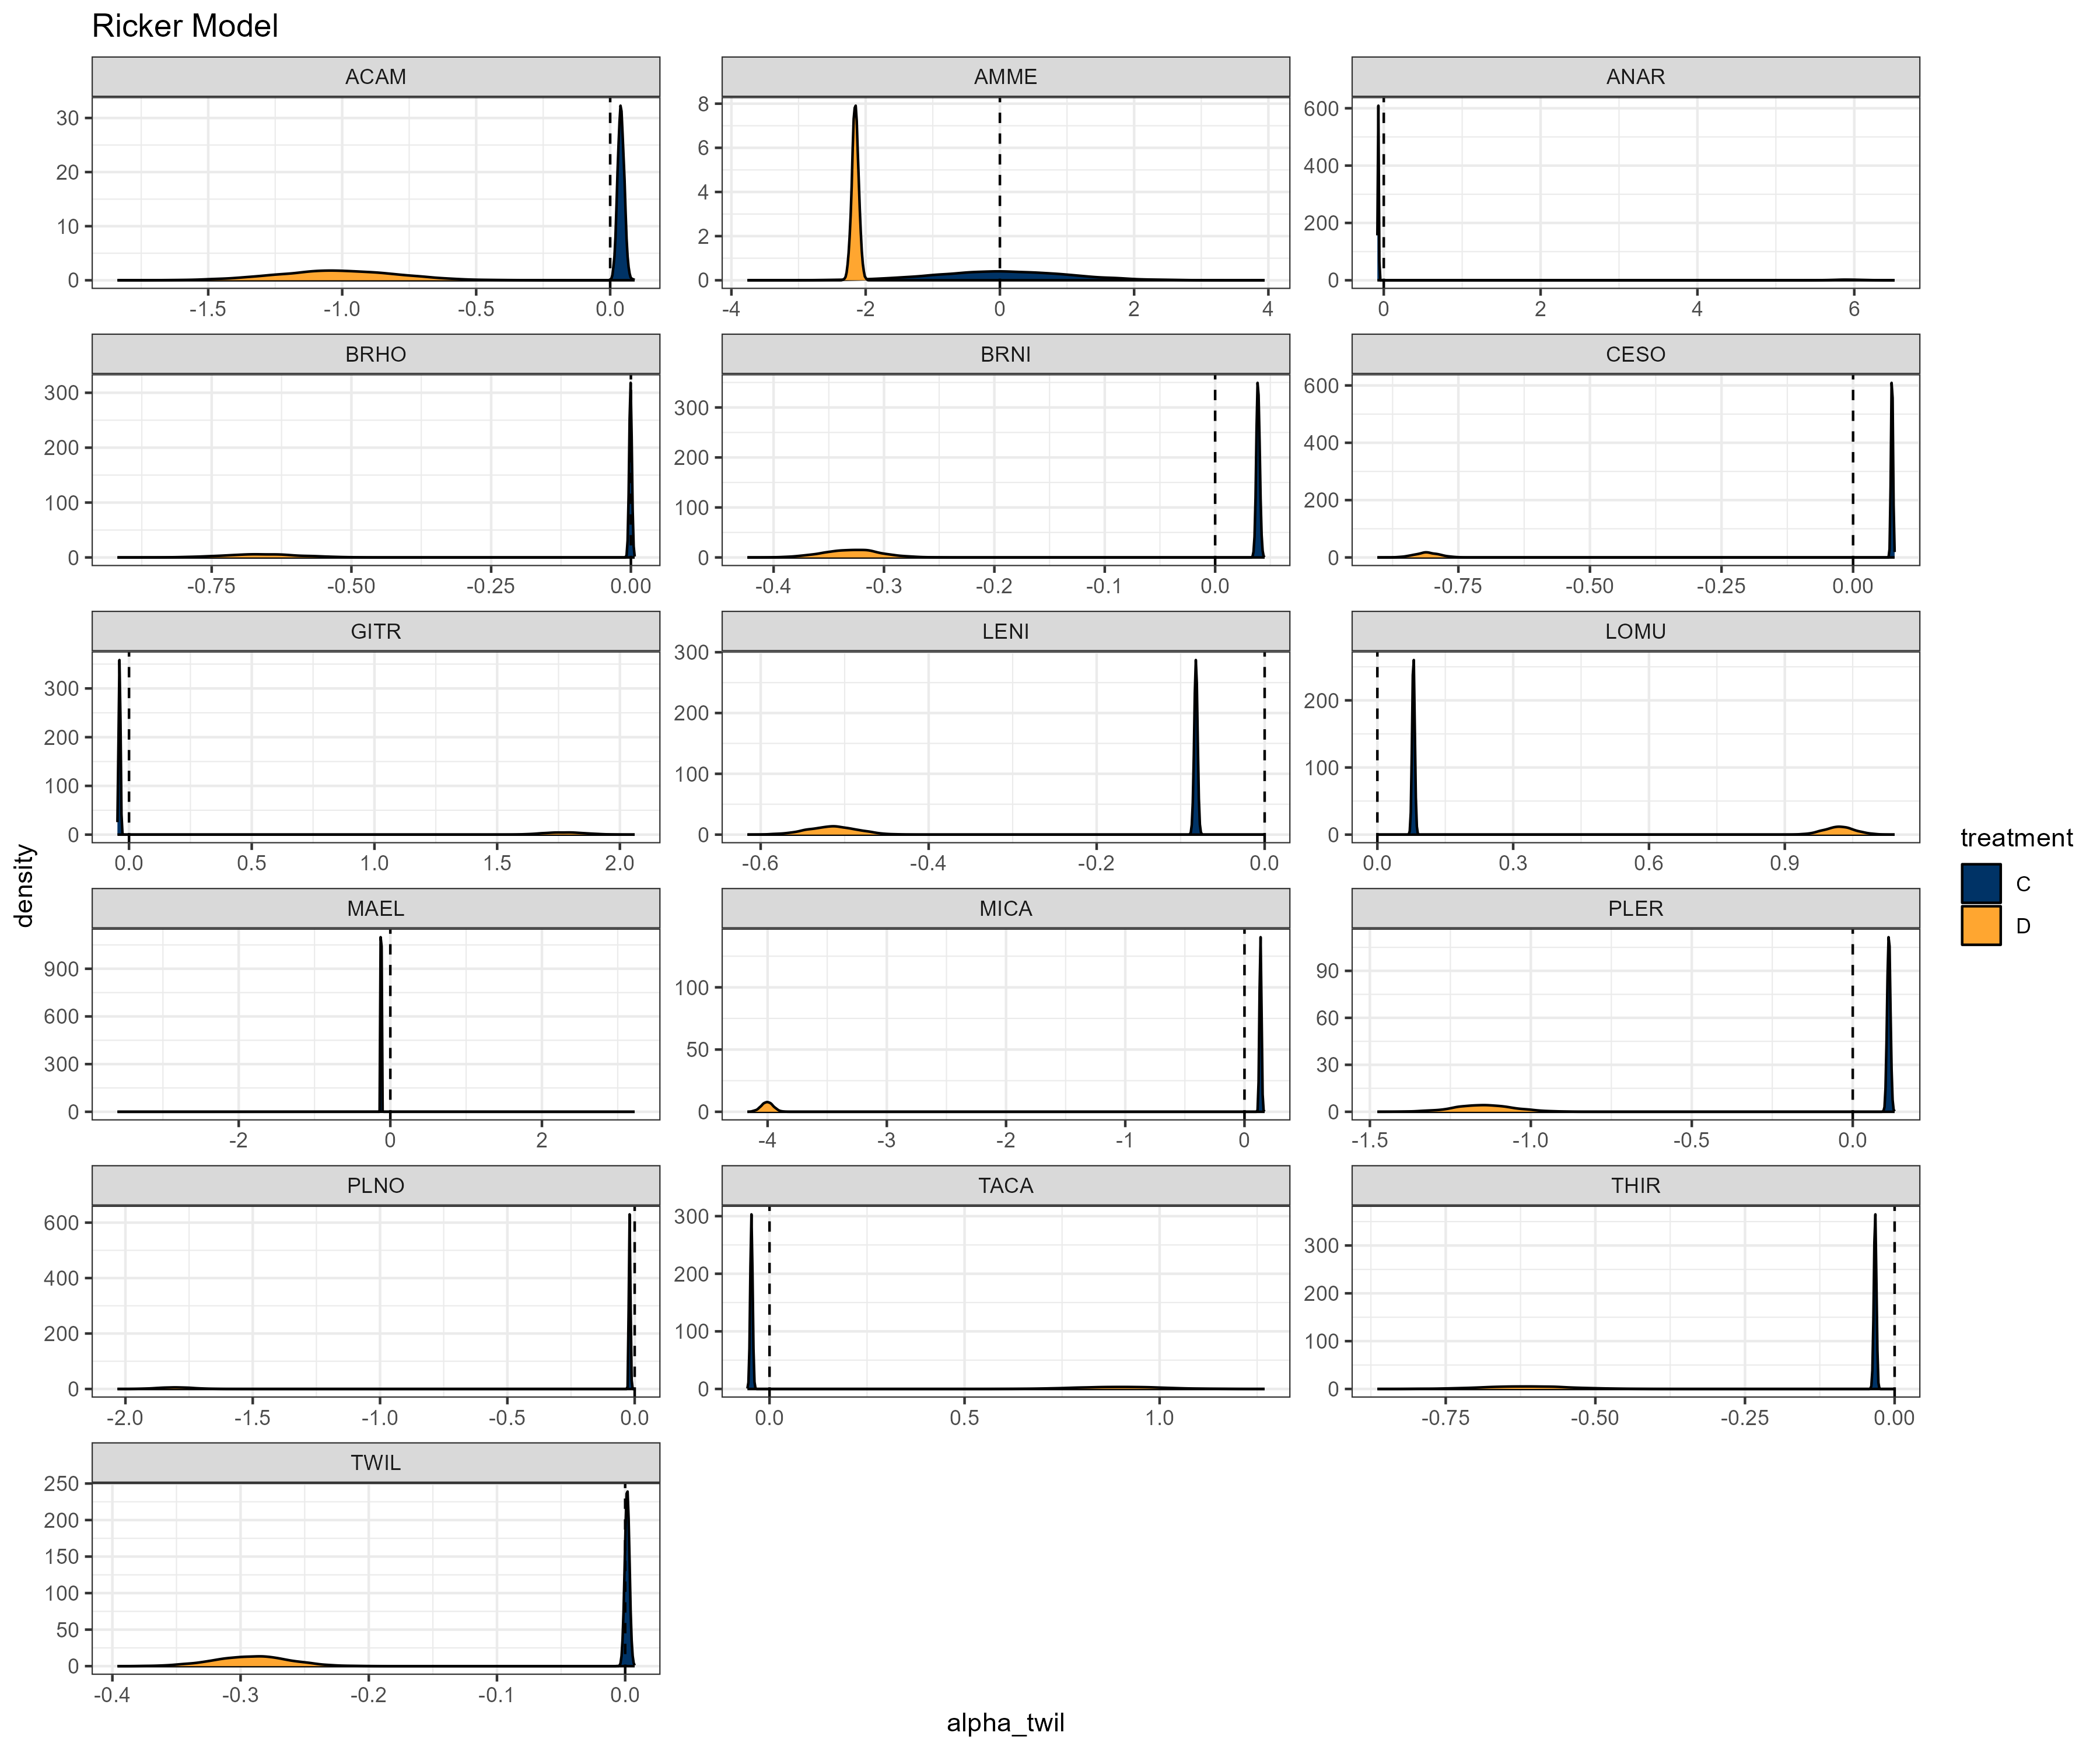 Ricker Model
ACAM AMME ANAR
30 20 10 0
8 6 4 2 0
600 400 200 0
-1.5 -1.0 -0.5 0.0
-4 -2 0 2 4
0 2 4 6
BRHO BRNI CESO
300 200 100 0
300 200 100 0
600 400 200 0
-0.75 -0.50 -0.25 0.00
-0.4 -0.3 -0.2 -0.1 0.0
-0.75 -0.50 -0.25 0.00
GITR LENI LOMU
300 200 100 0
300 200 100 0
200 100 0
0.0 0.5 1.0 1.5 2.0
-0.6 -0.4 -0.2 0.0
0.0 0.3 0.6 0.9
MAEL MICA PLER
900 600 300 0
100 50 0
90 60 30 0
-2 0 2
-4 -3 -2 -1 0
-1.5 -1.0 -0.5 0.0
PLNO TACA THIR
600 400 200 0
300 200 100 0
300 200 100 0
-2.0 -1.5 -1.0 -0.5 0.0
0.0 0.5 1.0
-0.75 -0.50 -0.25 0.00
TWIL
250 200 150 100 50 0
-0.4 -0.3 -0.2 -0.1 0.0
density
alpha_twil
treatment
C
D